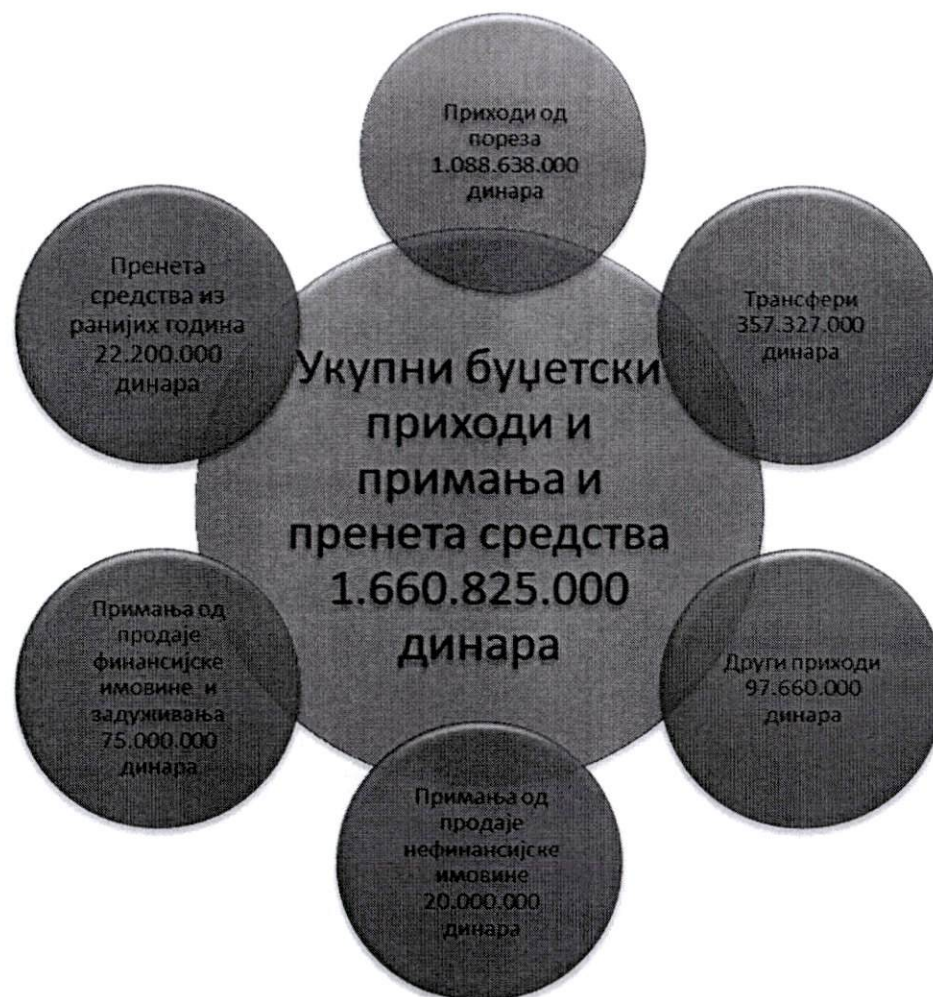 Приходи од
пореза
1.088.638.000
динара
Пренета
средства из
ранијих година
22.200.000
динара
Трансфери
357.327.000
динара
Укупни буџетски
приходи и
примања и
пренета средства
1.660.825.000
динара
Примања од
продаје
финансијске
имовине и
задуживања
75.000.000
динара
Други приходи
97.660.000
динара
Примања од
продаје
нефинансијске
имовине
20.000.000
динара